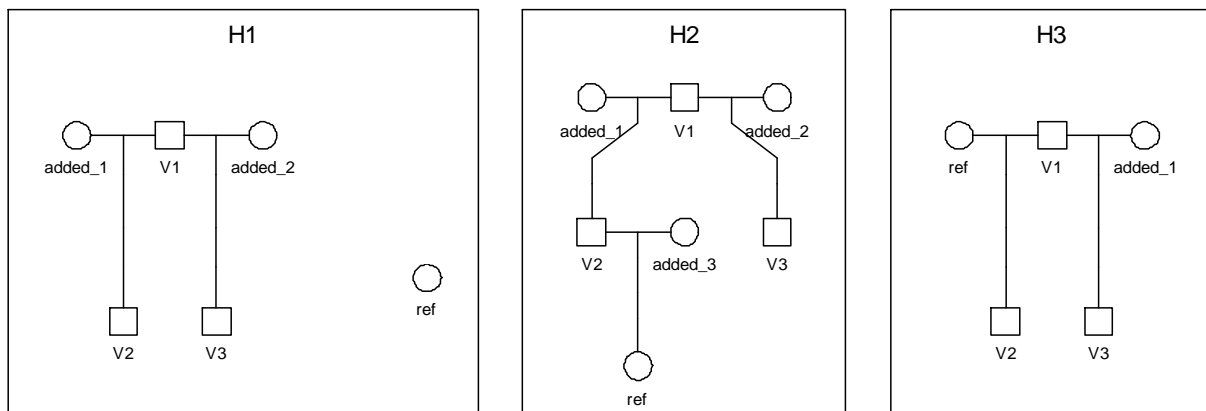 H1
added_1 V1 added_2
ref
V2 V3
H2
added_1 V1 added_2
V2 added_3 V3
ref
H3
ref V1 added_1
V2 V3